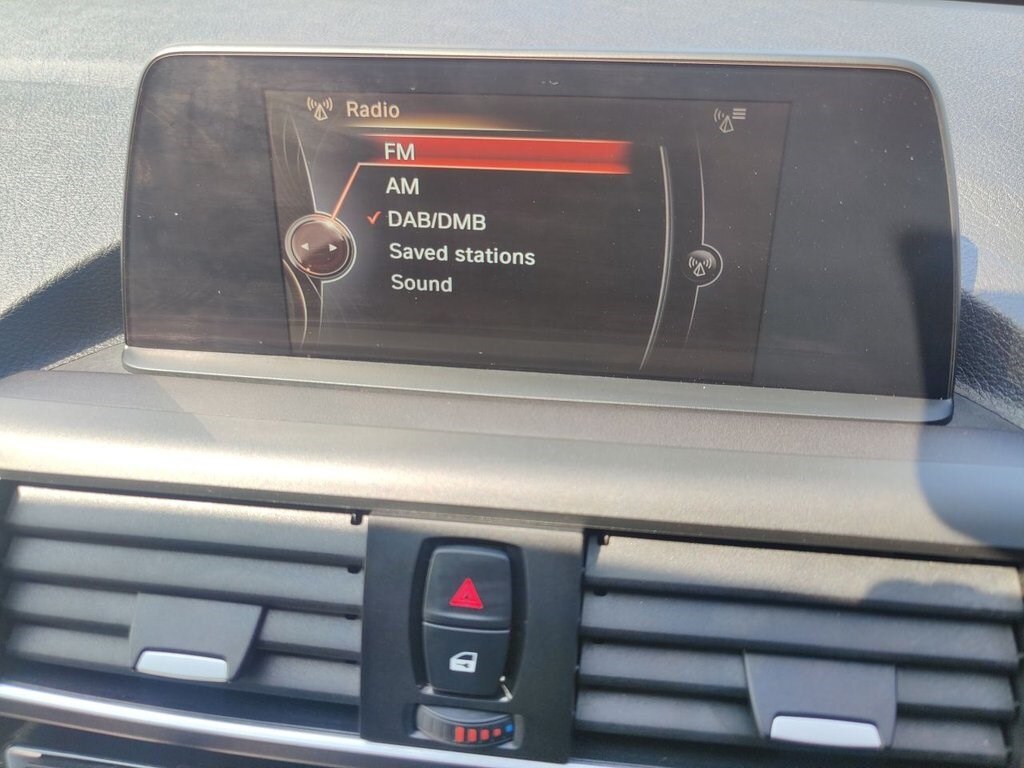 Radio
FM
AM
DAB/DMB
Saved stations
Sound